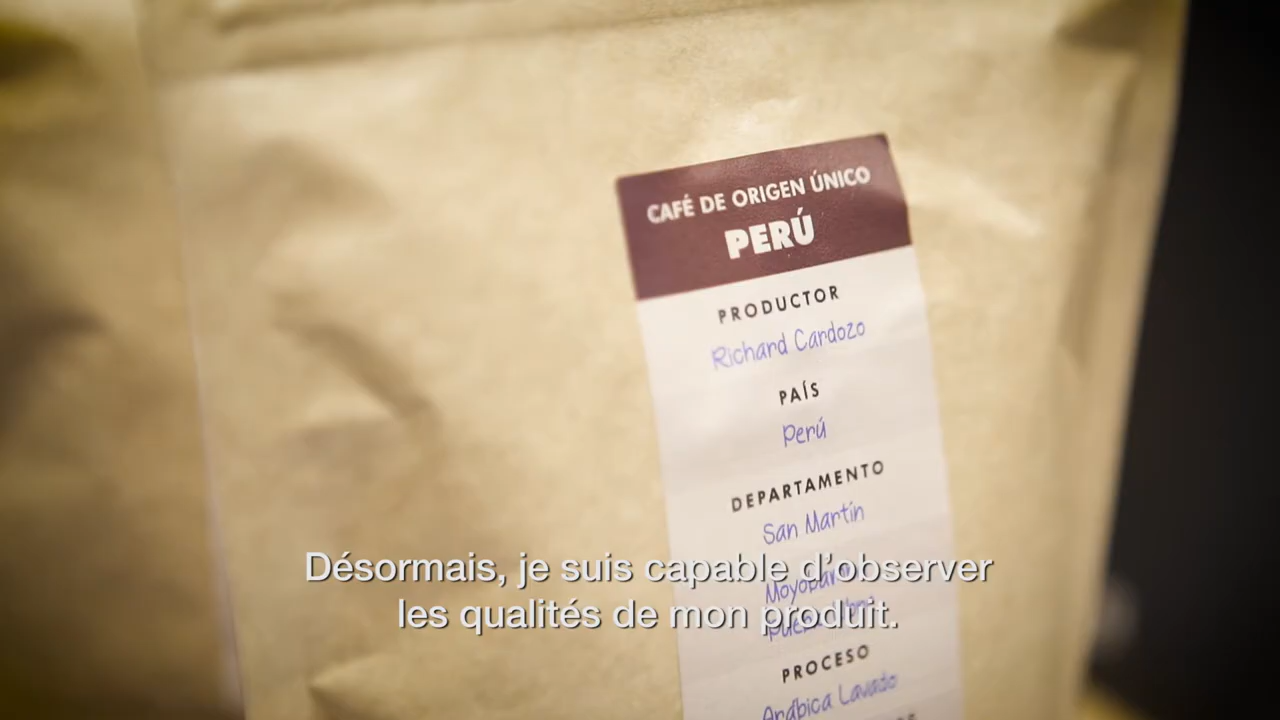 CAFÉ DE ORIGEN ÚNICO
PERÚ
PRODUCTOR
Richard Cardozo
PAÍS
Perú
DEPARTAMENTO
San Martín
Désormais, je suis capable d'observer
les qualités de mon produit.
PROCESO
Arábica Lavado